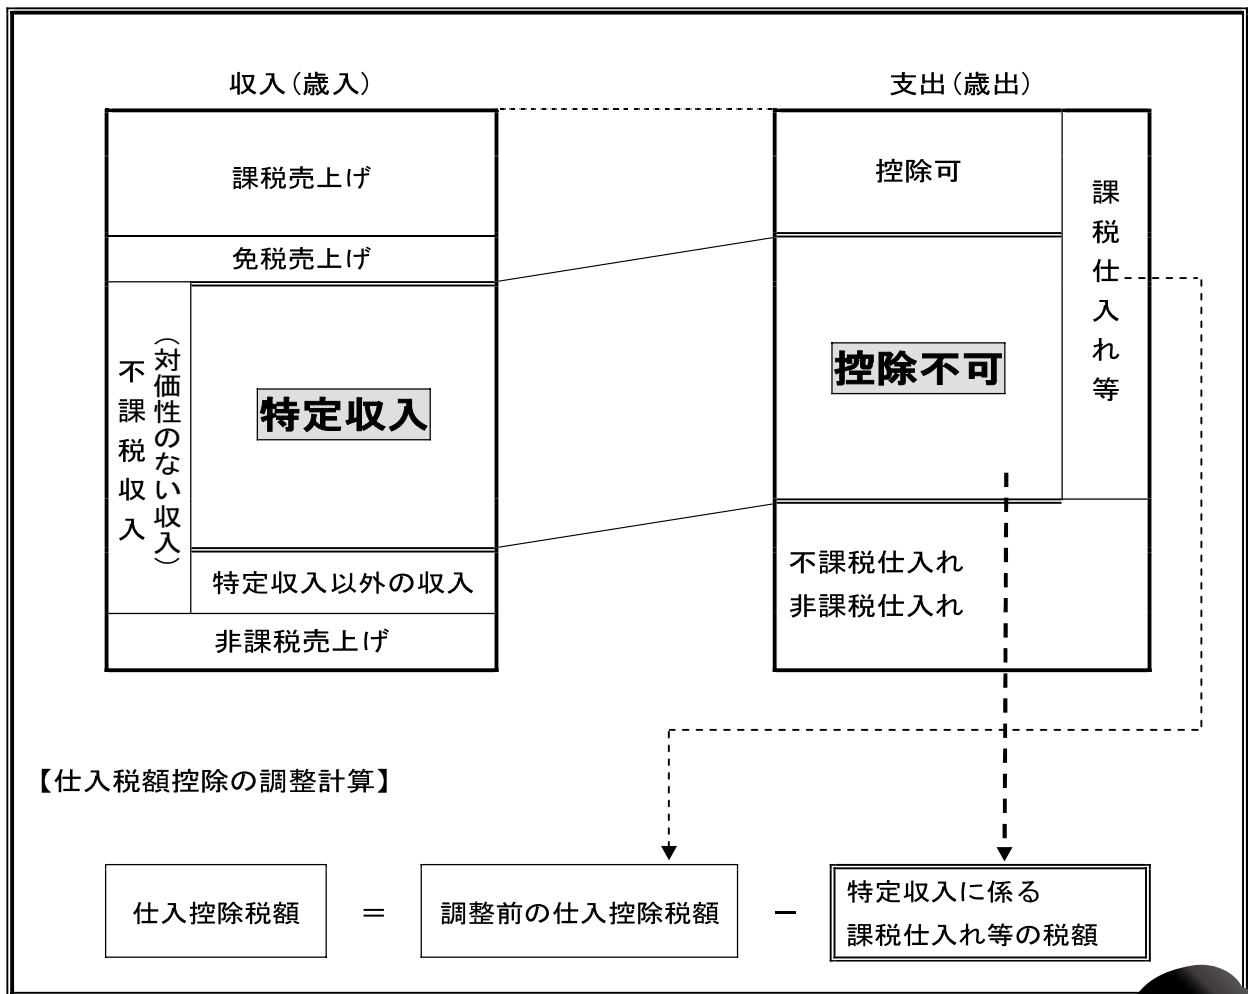 収入(歳入)
課税売上げ
免税売上げ
不課税収入
(対価性のない収入)
特定収入
特定収入以外の収入
非課税売上げ
支出(歳出)
控除可
控除不可
課税仕入れ等
不課税仕入れ
非課税仕入れ
【仕入税額控除の調整計算】
仕入控除税額 = 調整前の仕入控除税額 - 特定収入に係る
課税仕入れ等の税額